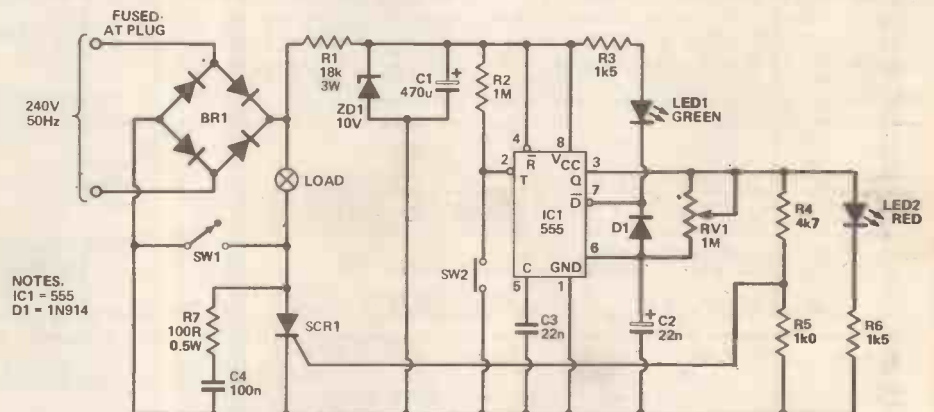 FUSED
AT PLUG
240V
50Hz
BR1
R1
18k
3W
ZD1
10V
C1
470u
+
R2
1M
R3
1k5
LED1
GREEN
LOAD
4
8
2
R
VCC
3
T
Q
7
D
IC1
555
6
C
GND
5
1
D1
RV1
1M
R4
4k7
LED2
RED
SW1
SW2
NOTES.
IC1 = 555
D1 = 1N914
R7
100R
0.5W
SCR1
C3
22n
+
C2
22n
R5
1k0
R6
1k5
C4
100n